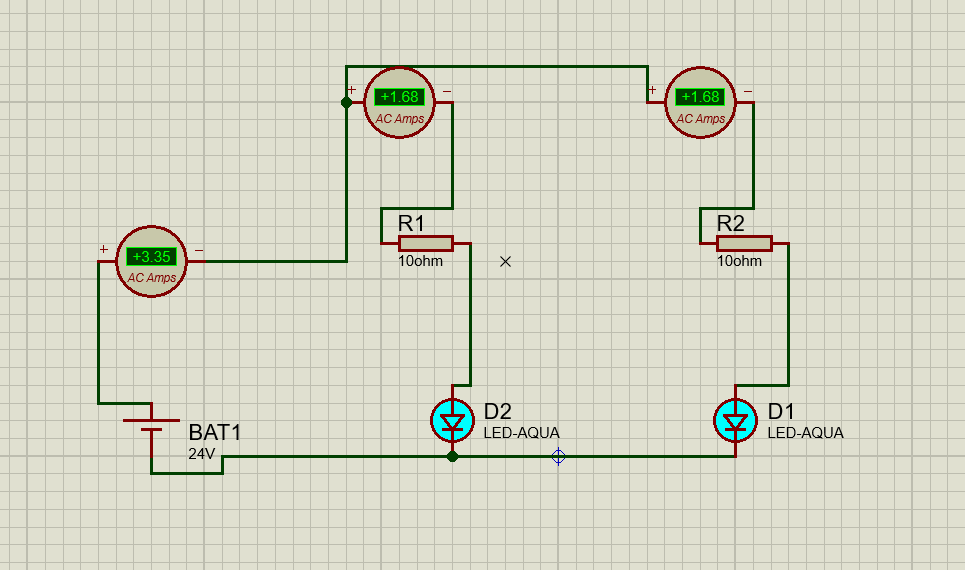 + +1.68 −
AC Amps
+ +1.68 −
AC Amps
R1
10ohm
R2
10ohm
+ +3.35 −
AC Amps
D2
LED-AQUA
D1
LED-AQUA
BAT1
24V